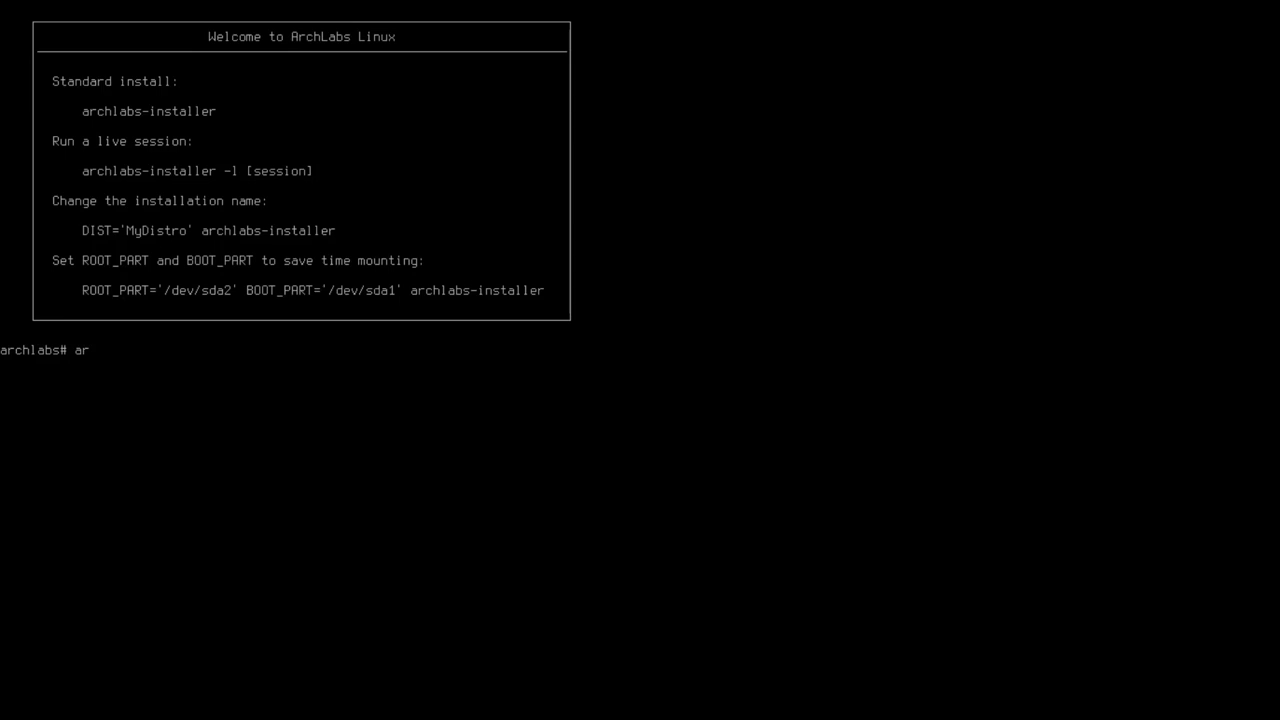 Welcome to ArchLabs Linux
Standard install:
archlabs-installer
Run a live session:
archlabs-installer -l [session]
Change the installation name:
DIST='MyDistro' archlabs-installer
Set ROOT_PART and BOOT_PART to save time mounting:
ROOT_PART='/dev/sda2' BOOT_PART='/dev/sda1' archlabs-installer
archlabs# ar